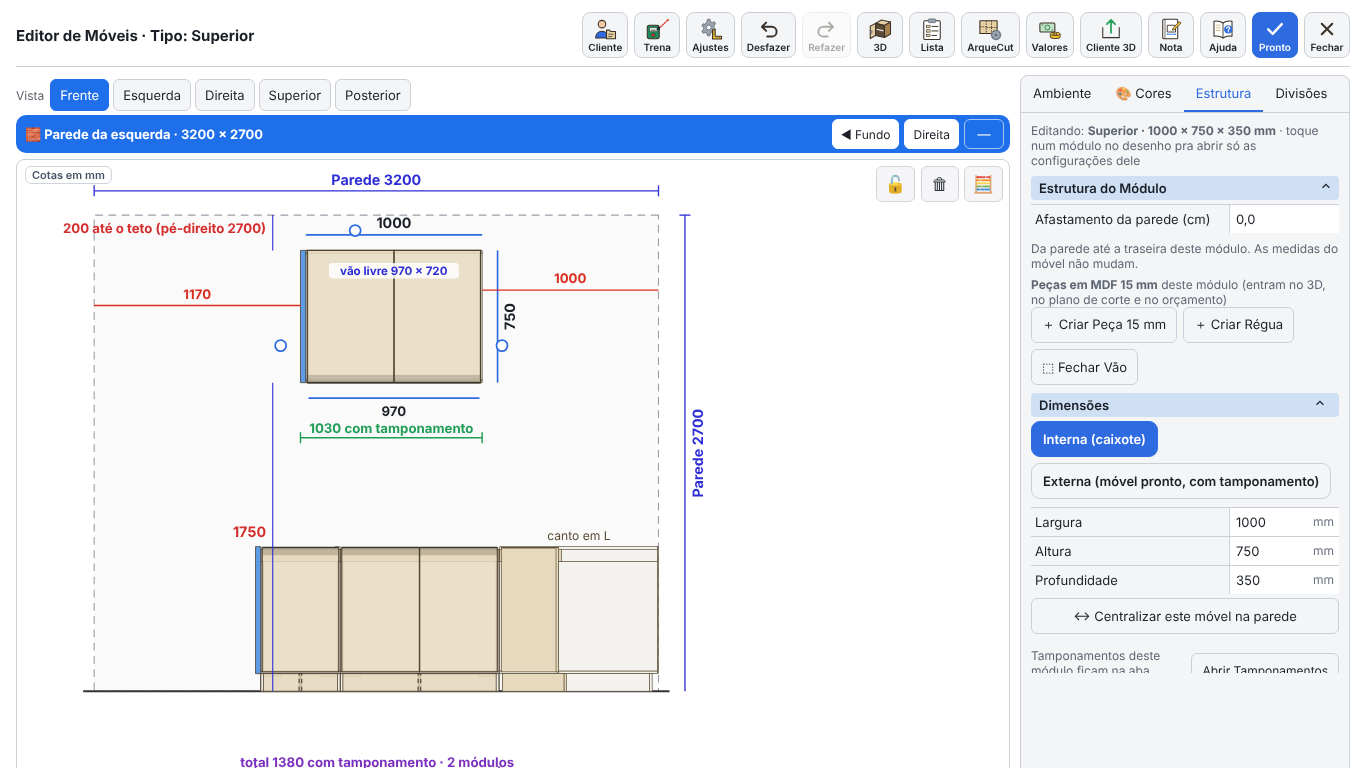 Editor de Móveis · Tipo: Superior
Cliente
Trena
Ajustes
Desfazer
Refazer
3D
Lista
ArqueCut
Valores
Cliente 3D
Nota
Ajuda
Pronto
Fechar
Vista
Frente
Esquerda
Direita
Superior
Posterior
Parede da esquerda · 3200 × 2700
◀ Fundo
Direita
—
Cotas em mm
Parede 3200
200 até o teto (pé-direito 2700)
1000
vão livre 970 × 720
1170
1000
750
970
1030 com tamponamento
Parede 2700
1750
canto em L
total 1380 com tamponamento · 2 módulos
Ambiente
Cores
Estrutura
Divisões
Editando: Superior · 1000 × 750 × 350 mm · toque
num módulo no desenho pra abrir só as
configurações dele
Estrutura do Módulo
Afastamento da parede (cm)
0,0
Da parede até a traseira deste módulo. As medidas do
móvel não mudam.
Peças em MDF 15 mm deste módulo (entram no 3D,
no plano de corte e no orçamento)
+ Criar Peça 15 mm
+ Criar Régua
Fechar Vão
Dimensões
Interna (caixote)
Externa (móvel pronto, com tamponamento)
Largura
1000 mm
Altura
750 mm
Profundidade
350 mm
↔ Centralizar este móvel na parede
Tamponamentos deste
módulo ficam na aba
Abrir Tamponamentos